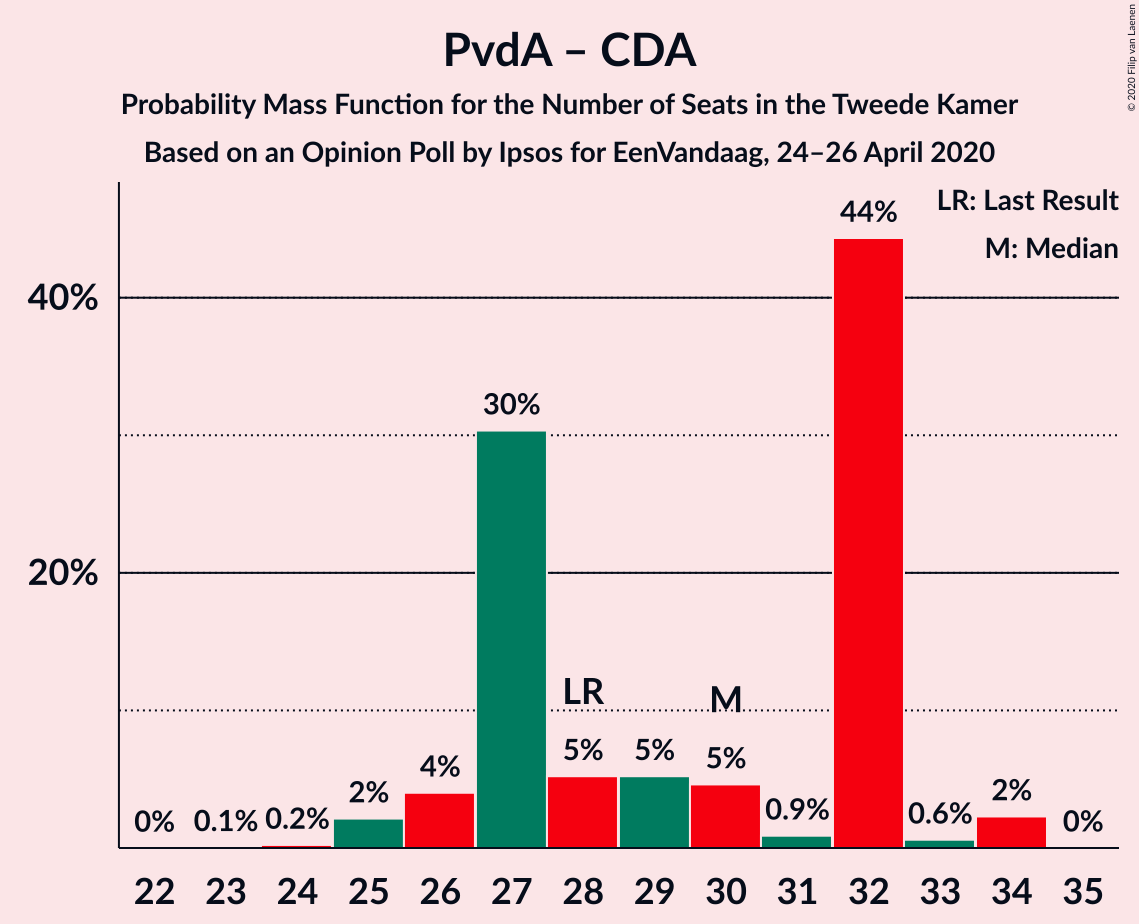 PvdA – CDA
Probability Mass Function for the Number of Seats in the Tweede Kamer
Based on an Opinion Poll by Ipsos for EenVandaag, 24–26 April 2020
© 2020 Filip van Laenen
LR: Last Result
M: Median
40%
20%
0% 0.1% 0.2% 2% 4% 30% 5% 5% 5% 0.9% 44% 0.6% 2% 0%
LR M
22 23 24 25 26 27 28 29 30 31 32 33 34 35